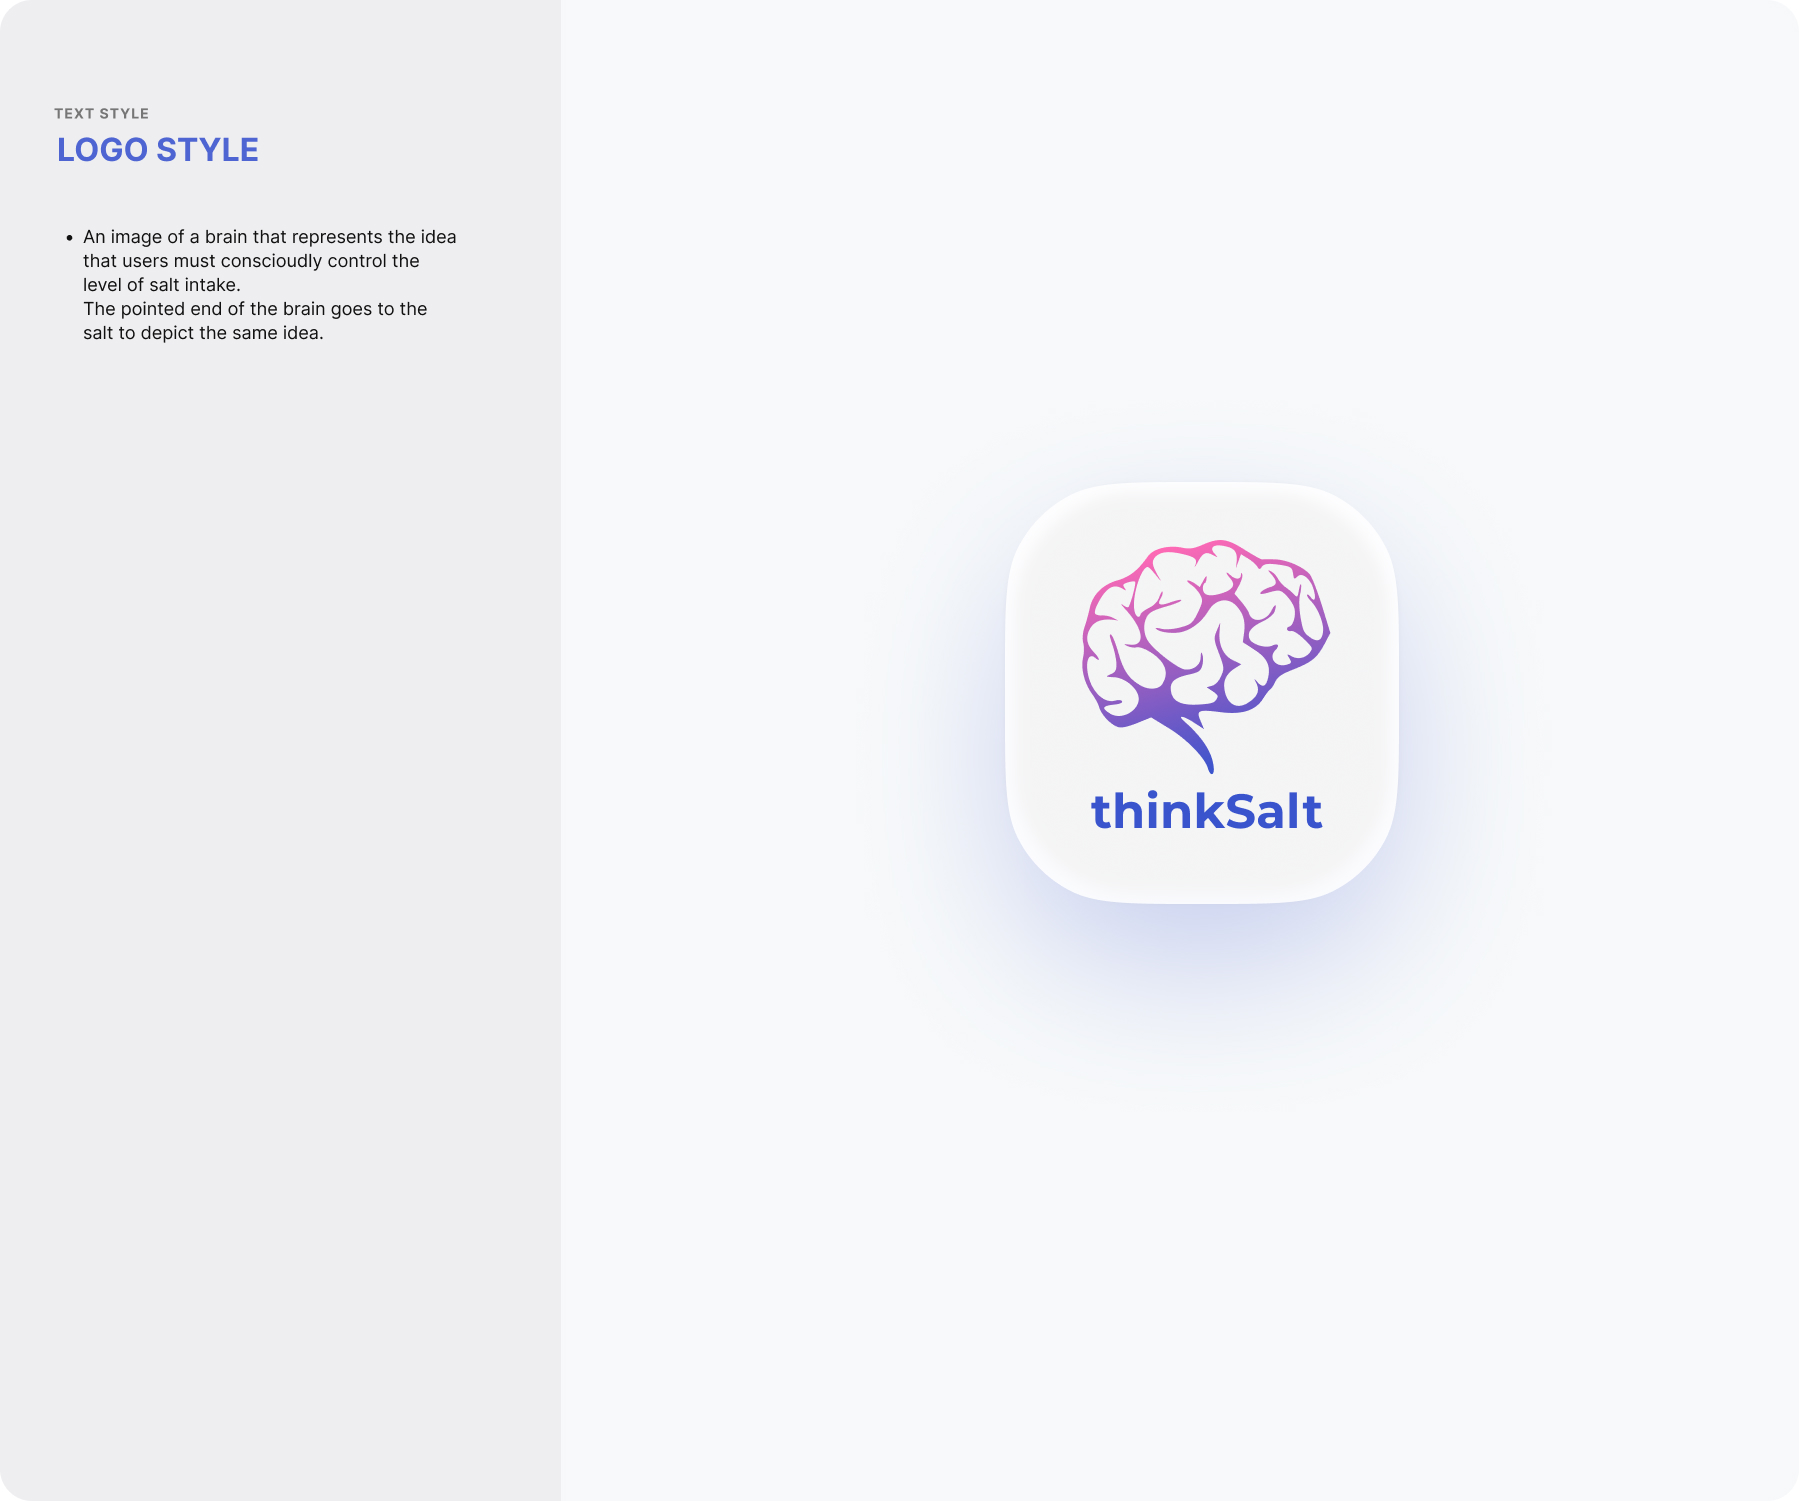 TEXT STYLE
LOGO STYLE
• An image of a brain that represents the idea
that users must conscioudly control the
level of salt intake.
The pointed end of the brain goes to the
salt to depict the same idea.
thinkSalt